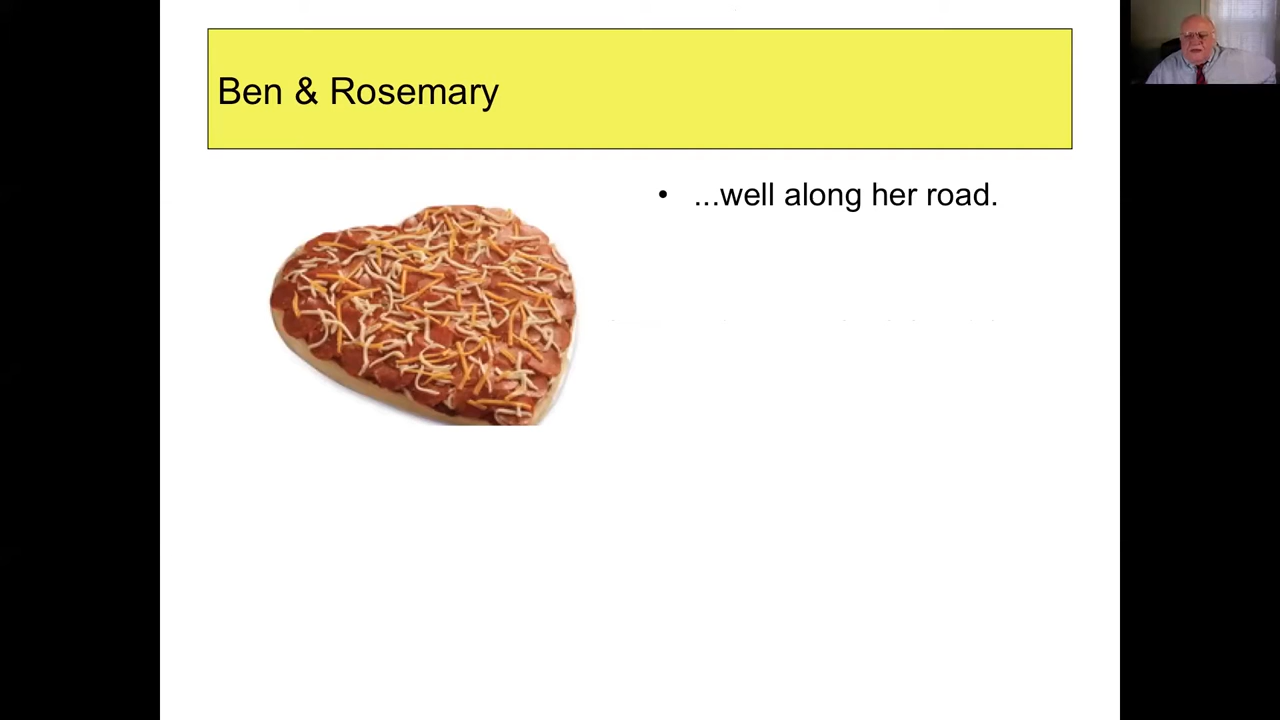 Ben & Rosemary
• ...well along her road.